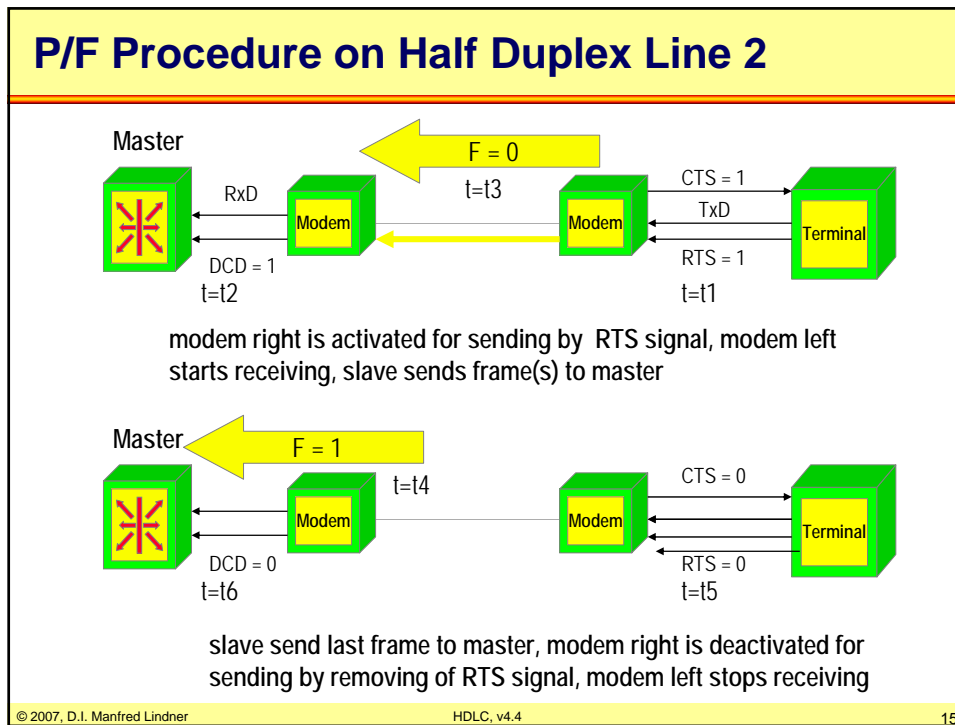 P/F Procedure on Half Duplex Line 2
Master
F = 0
t=t3
RxD
CTS = 1
TxD
Modem
Modem
Terminal
DCD = 1
RTS = 1
t=t2
t=t1
modem right is activated for sending by RTS signal, modem left
starts receiving, slave sends frame(s) to master
Master
F = 1
t=t4
CTS = 0
Modem
Modem
Terminal
DCD = 0
RTS = 0
t=t6
t=t5
slave send last frame to master, modem right is deactivated for
sending by removing of RTS signal, modem left stops receiving
© 2007, D.I. Manfred Lindner
HDLC, v4.4
15